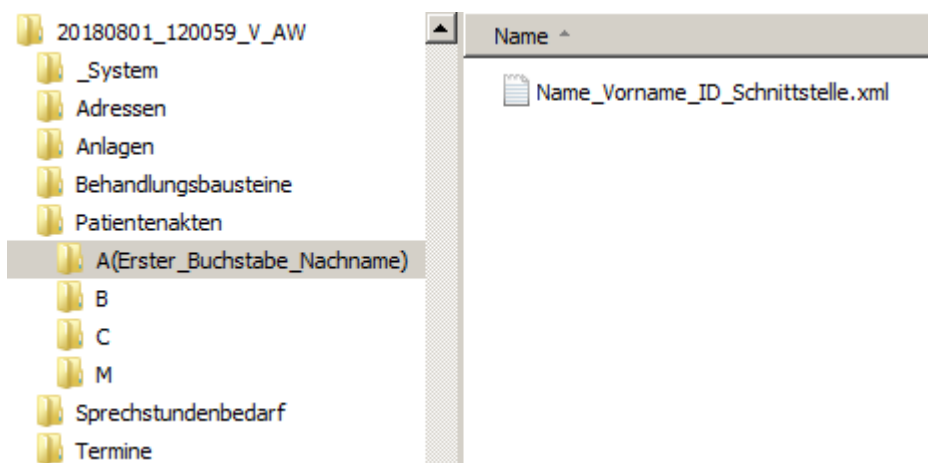 20180801_120059_V_AW
_System
Adressen
Anlagen
Behandlungsbausteine
Patientenakten
A(Erster_Buchstabe_Nachname)
B
C
M
Sprechstundenbedarf
Termine
Name
Name_Vorname_ID_Schnittstelle.xml